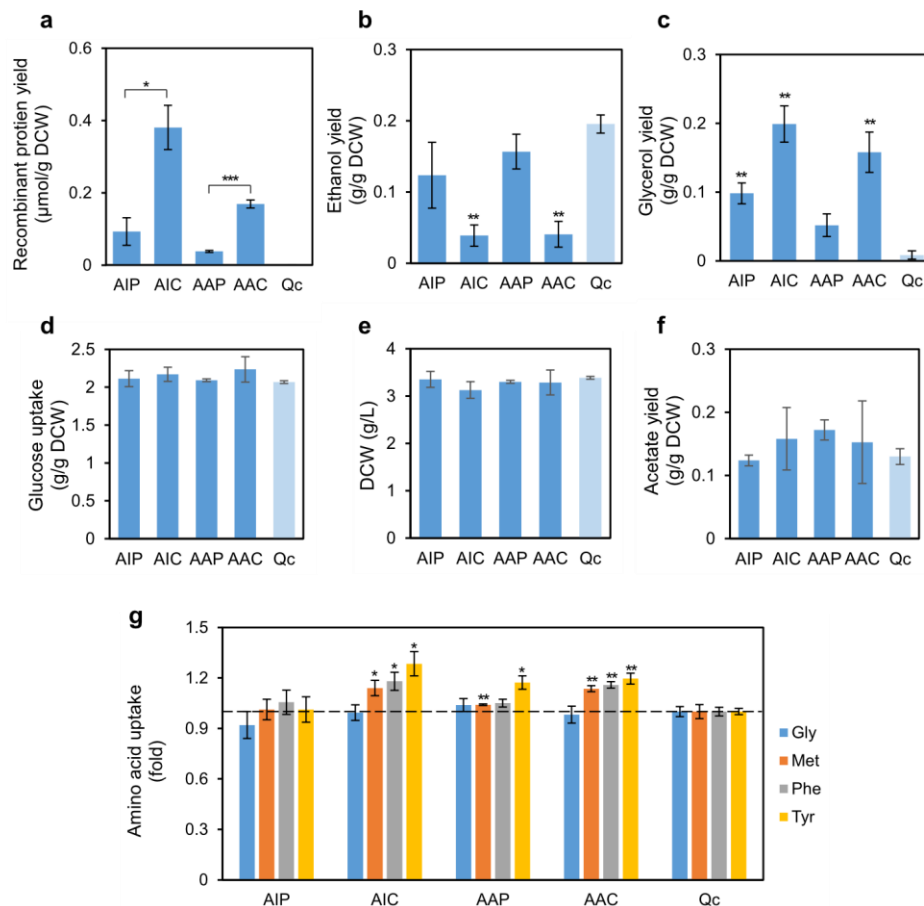 a
Recombinant protien yield
(μmol/g DCW)
0.6
0.4
0.2
0
*
***
AIP AIC AAP AAC Qc
b
Ethanol yield
(g/g DCW)
0.3
0.2
0.1
0
**
**
AIP AIC AAP AAC Qc
c
Glycerol yield
(g/g DCW)
0.3
0.2
0.1
0
**
**
**
AIP AIC AAP AAC Qc
d
Glucose uptake
(g/g DCW)
2.5
2
1.5
1
0.5
0
AIP AIC AAP AAC Qc
e
DCW (g/L)
4
3
2
1
0
AIP AIC AAP AAC Qc
f
Acetate yield
(g/g DCW)
0.3
0.2
0.1
0
AIP AIC AAP AAC Qc
g
Amino acid uptake
(fold)
1.5
1.2
0.9
0.6
0.3
0
* * *
** *
** ** **
AIP AIC AAP AAC Qc
Gly
Met
Phe
Tyr